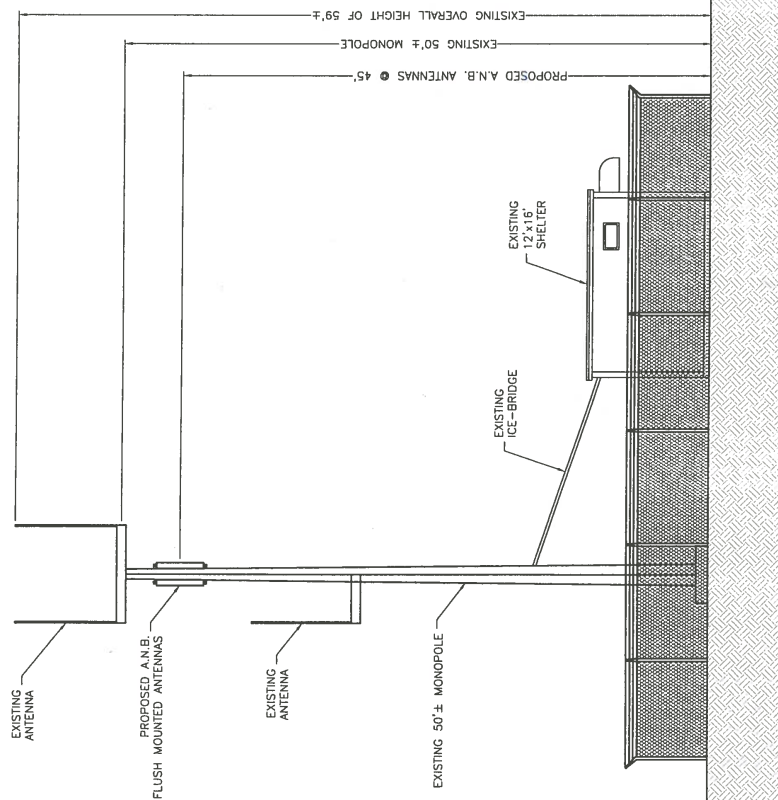 EXISTING OVERALL HEIGHT OF 59'±
EXISTING 50'± MONOPOLE
PROPOSED A.N.B. ANTENNAS @ 45'
EXISTING
12'x16'
SHELTER
EXISTING
ICE-BRIDGE
EXISTING
ANTENNA
PROPOSED A.N.B.
FLUSH MOUNTED ANTENNAS
EXISTING
ANTENNA
EXISTING 50'± MONOPOLE